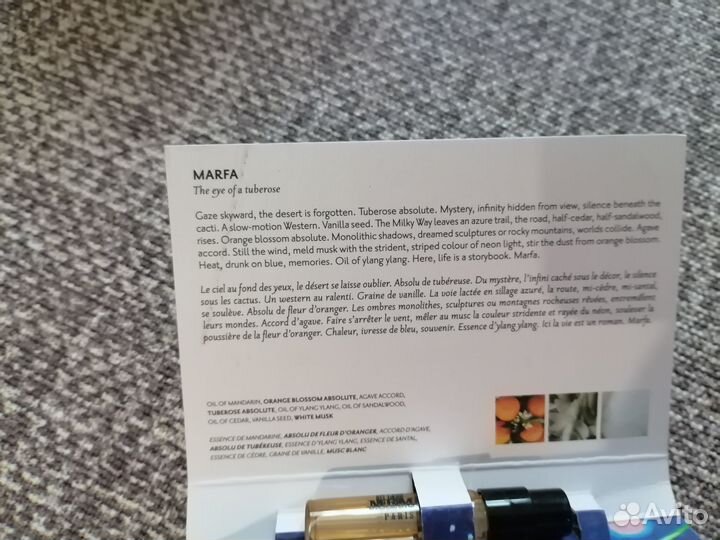 MARFA
The eye of a tuberose
Gaze skyward, the desert is forgotten. Tuberose absolute. Mystery, infinity hidden from view, silence beneath the
cacti. A slow-motion Western. Vanilla seed. The Milky Way leaves an azure trail, the road, half-cedar, half-sandalwood,
rises. Orange blossom absolute. Monolithic shadows, dreamed sculptures or rocky mountains, worlds collide. Agave
accord. Still the wind, meld musk with the strident, striped colour of neon light, stir the dust from orange blossom.
Heat, drunk on blue, memories. Oil of ylang ylang. Here, life is a storybook. Marfa.
Le ciel au fond des yeux, le désert se laisse oublier. Absolu de tubéreuse. Du mystère, l'infini caché sous le décor, le silence
sous les cactus. Un western au ralenti. Graine de vanille. La voie lactée en sillage azuré, la route, mi-cèdre, mi-santal,
se soulève. Absolu de fleur d'oranger. Les ombres monolithes, sculptures ou montagnes rocheuses rêvées, entremêlent
leurs mondes. Accord d'agave. Faire s'arrêter le vent, mêler au musc la couleur stridente et rayée du néon, soulever la
poussière de la fleur d'oranger. Chaleur, ivresse de bleu, souvenir. Essence d'ylang ylang. Ici la vie est un roman. Marfa.
OIL OF MANDARIN, ORANGE BLOSSOM ABSOLUTE, AGAVE ACCORD,
TUBEROSE ABSOLUTE, OIL OF YLANG YLANG, OIL OF SANDALWOOD,
OIL OF CEDAR, VANILLA SEED, WHITE MUSK
ESSENCE DE MANDARINE, ABSOLU DE FLEUR D'ORANGER, ACCORD D'AGAVE,
ABSOLU DE TUBÉREUSE, ESSENCE D'YLANG YLANG, ESSENCE DE SANTAL,
ESSENCE DE CÈDRE, GRAINE DE VANILLE, MUSC BLANC
PARIS
Avito